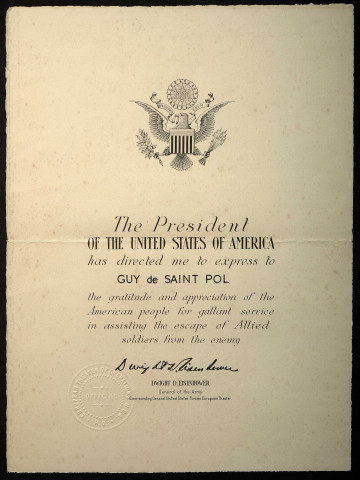 The President
OF THE UNITED STATES OF AMERICA
has directed me to express to
GUY de SAINT POL
the gratitude and appreciation of the
American people for gallant service
in assisting the escape of Allied
soldiers from the enemy
Dwight D Eisenhower
DWIGHT D. EISENHOWER
General of the Army
Commanding General United States Forces European Theater